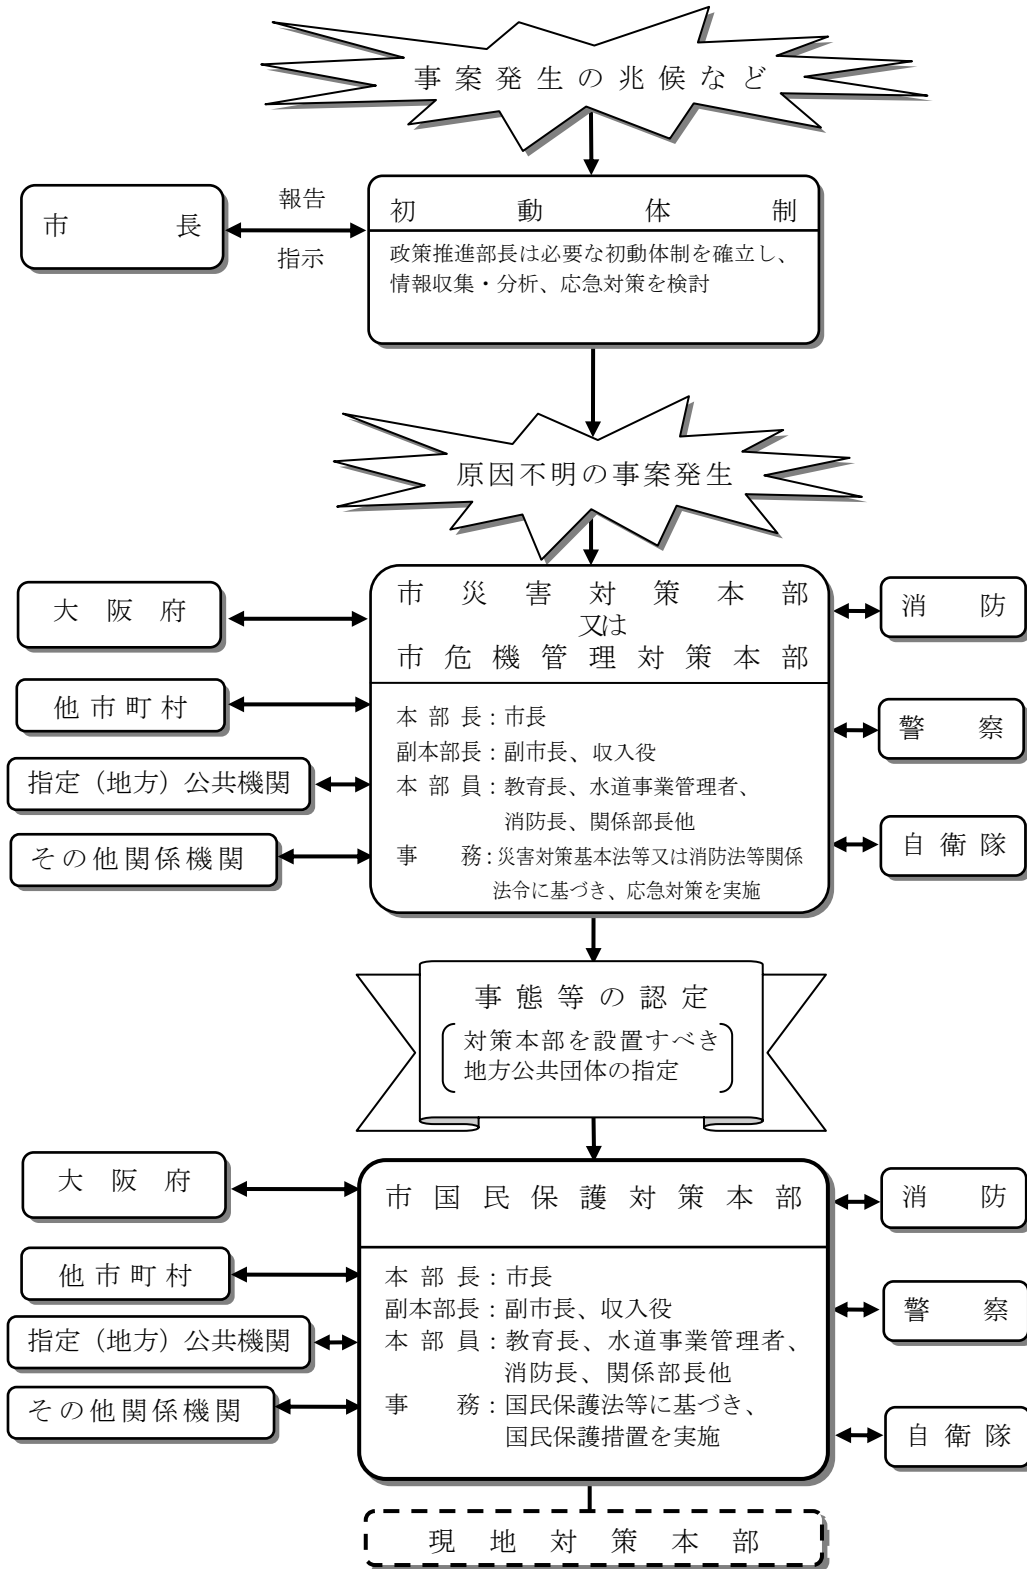 事案発生の兆候など
市長
報告
指示
初動体制
政策推進部長は必要な初動体制を確立し、
情報収集・分析、応急対策を検討
原因不明の事案発生
大阪府
他市町村
指定（地方）公共機関
その他関係機関
市災害対策本部
又は
市危機管理対策本部
本部長：市長
副本部長：副市長、収入役
本部員：教育長、水道事業管理者、
消防長、関係部長他
事務：災害対策基本法等又は消防法等関係
法令に基づき、応急対策を実施
消防
警察
自衛隊
事態等の認定
対策本部を設置すべき
地方公共団体の指定
大阪府
他市町村
指定（地方）公共機関
その他関係機関
市国民保護対策本部
本部長：市長
副本部長：副市長、収入役
本部員：教育長、水道事業管理者、
消防長、関係部長他
事務：国民保護法等に基づき、
国民保護措置を実施
消防
警察
自衛隊
現地対策本部